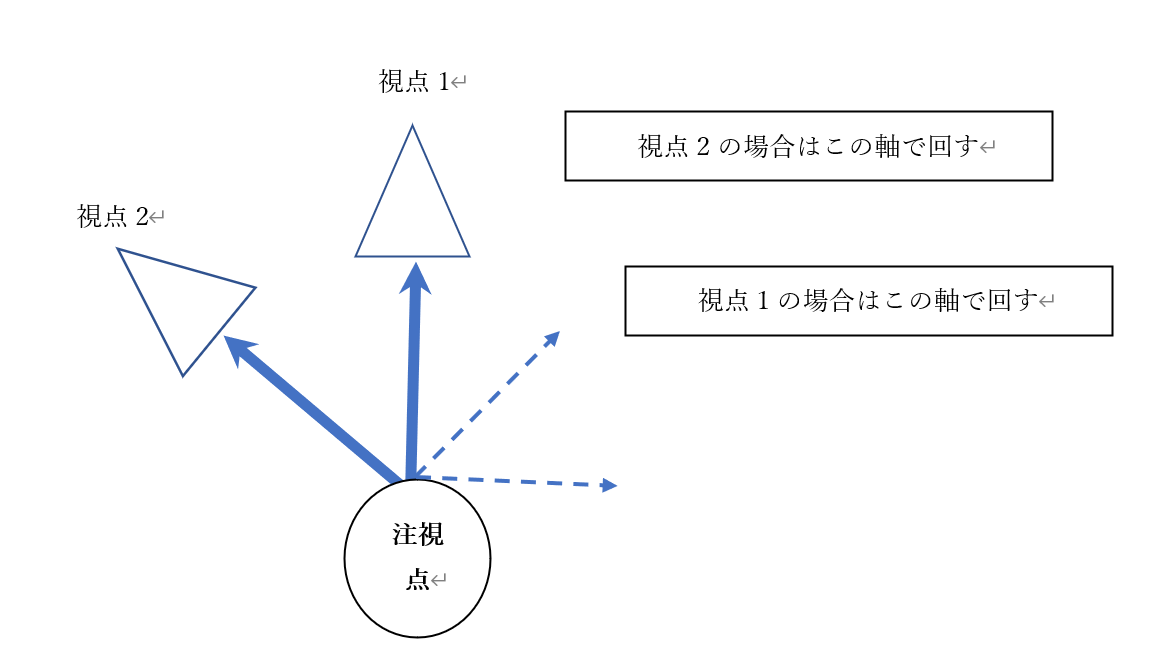 視点 1↵
視点 2 の場合はこの軸で回す↵
視点 2↵
視点 1 の場合はこの軸で回す↵
注視
点↵